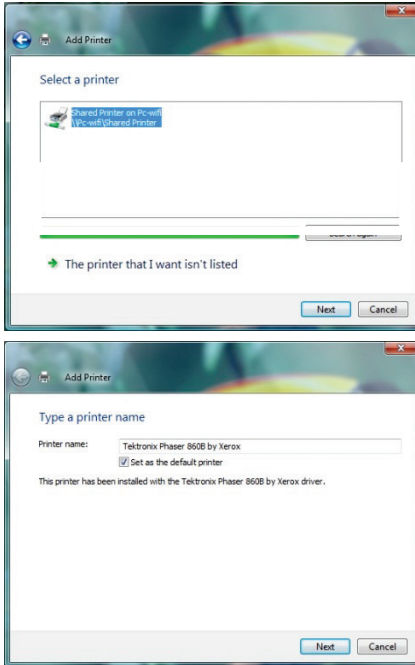 Add Printer
Select a printer
Shared Printer on Pc-wifi
\\Pc-wifi\Shared Printer
The printer that I want isn't listed
Next Cancel
Add Printer
Type a printer name
Printer name: Tektronix Phaser 860B by Xerox
Set as the default printer
This printer has been installed with the Tektronix Phaser 860B by Xerox driver.
Next Cancel